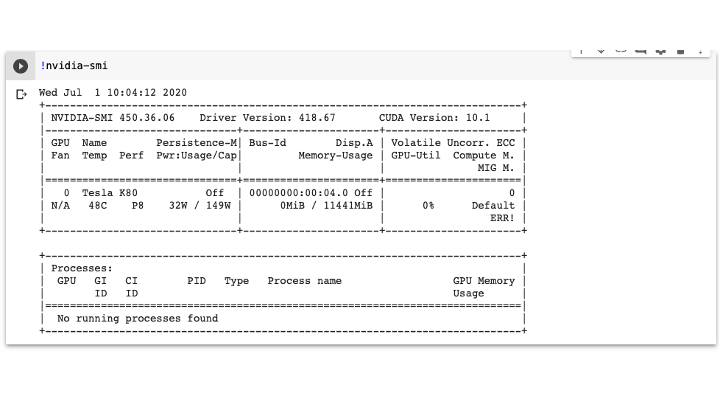 !nvidia-smi
Wed Jul  1 10:04:12 2020
+-----------------------------------------------------------------------------+
| NVIDIA-SMI 450.36.06    Driver Version: 418.67       CUDA Version: 10.1     |
|-------------------------------+----------------------+----------------------+
| GPU  Name        Persistence-M| Bus-Id        Disp.A | Volatile Uncorr. ECC |
| Fan  Temp  Perf  Pwr:Usage/Cap|         Memory-Usage | GPU-Util  Compute M. |
|                               |                      |               MIG M. |
|===============================+======================+======================|
|   0  Tesla K80           Off  | 00000000:00:04.0 Off |                    0 |
| N/A   48C    P8    32W / 149W |      0MiB / 11441MiB |      0%      Default |
|                               |                      |                 ERR! |
+-------------------------------+----------------------+----------------------+
+-----------------------------------------------------------------------------+
| Processes:                                                                  |
|  GPU   GI   CI        PID   Type   Process name                  GPU Memory |
|        ID   ID                                                   Usage      |
|=============================================================================|
|  No running processes found                                                 |
+-----------------------------------------------------------------------------+